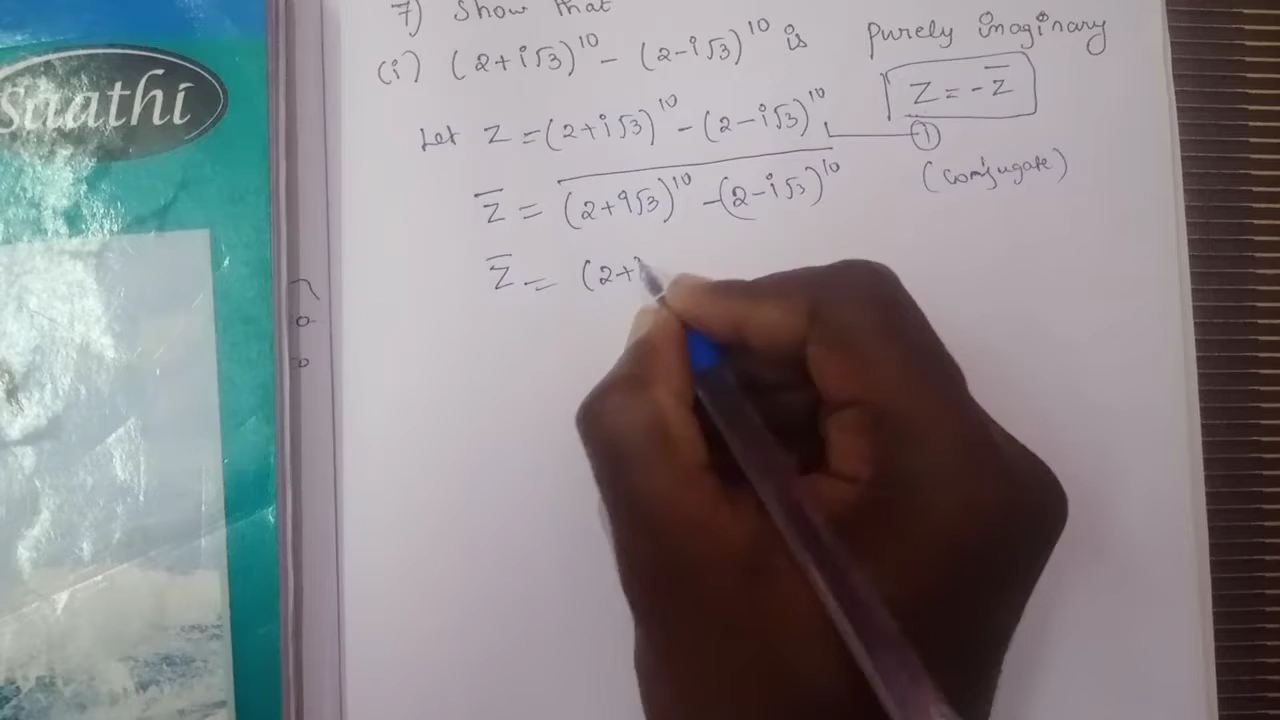 Saathi
7) Show that
(i) (2+i√3)^10 - (2-i√3)^10 is purely imaginary
Z = -Z̅
Let Z = (2+i√3)^10 - (2-i√3)^10 ①
(conjugate)
Z̅ = \overline{(2+i√3)^10 - (2-i√3)^10}
Z̅ = (2+